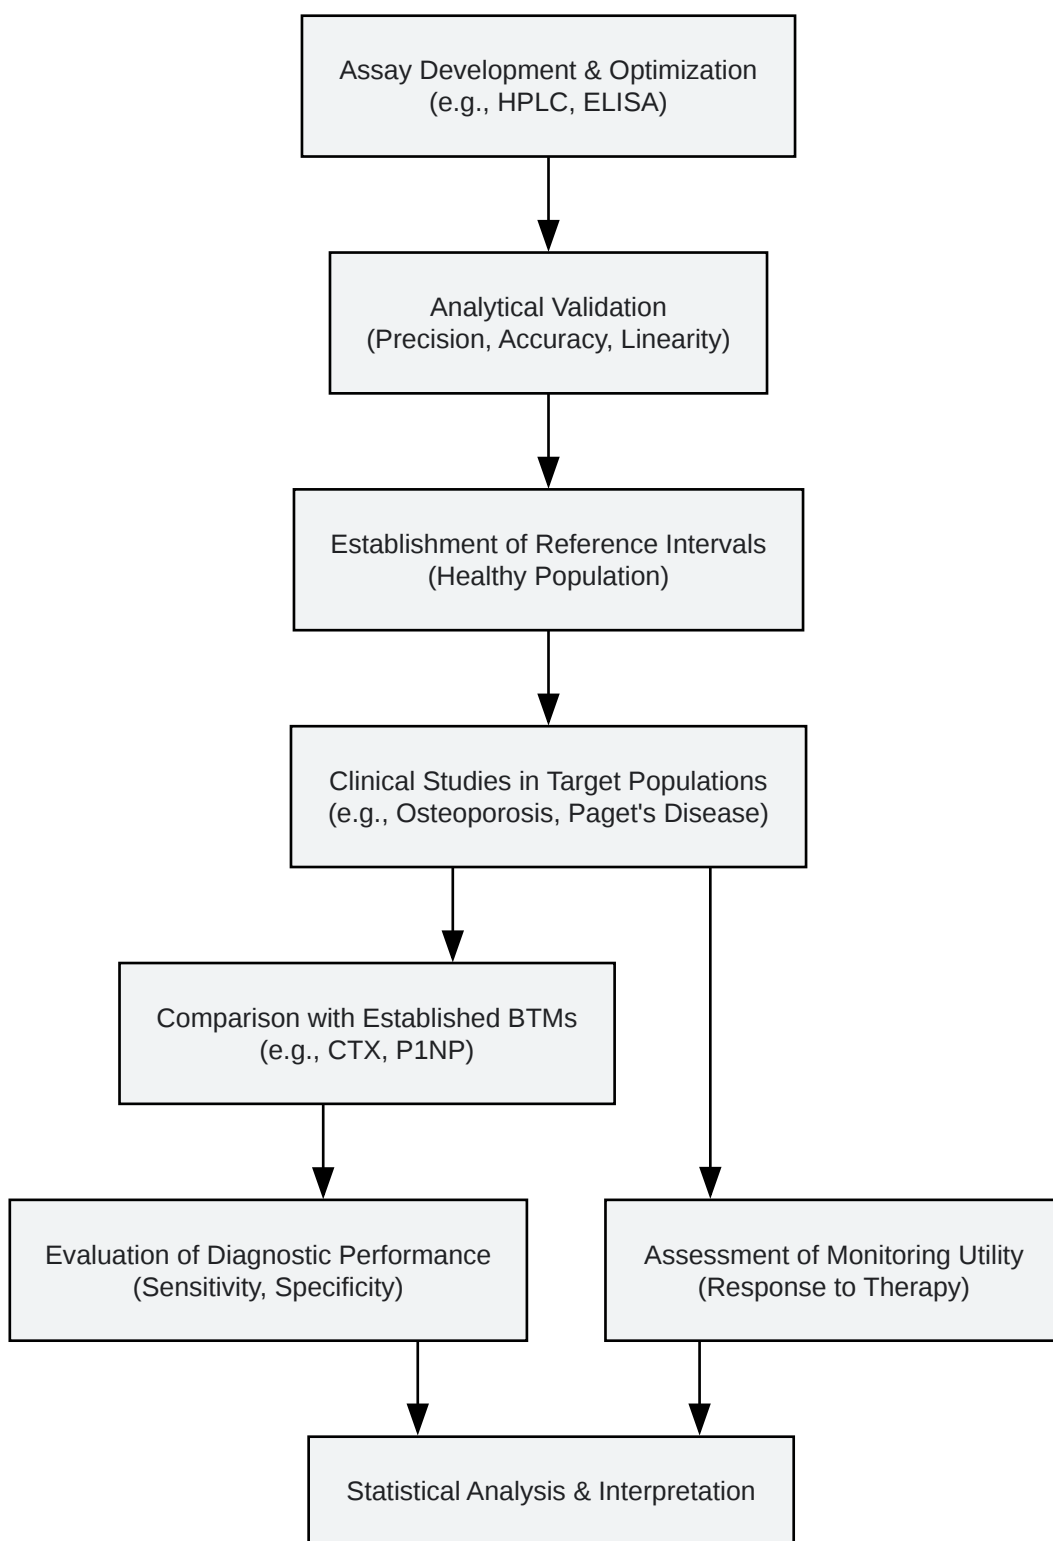 Assay Development & Optimization
(e.g., HPLC, ELISA)
Analytical Validation
(Precision, Accuracy, Linearity)
Establishment of Reference Intervals
(Healthy Population)
Clinical Studies in Target Populations
(e.g., Osteoporosis, Paget's Disease)
Comparison with Established BTMs
(e.g., CTX, P1NP)
Evaluation of Diagnostic Performance
(Sensitivity, Specificity)
Assessment of Monitoring Utility
(Response to Therapy)
Statistical Analysis & Interpretation